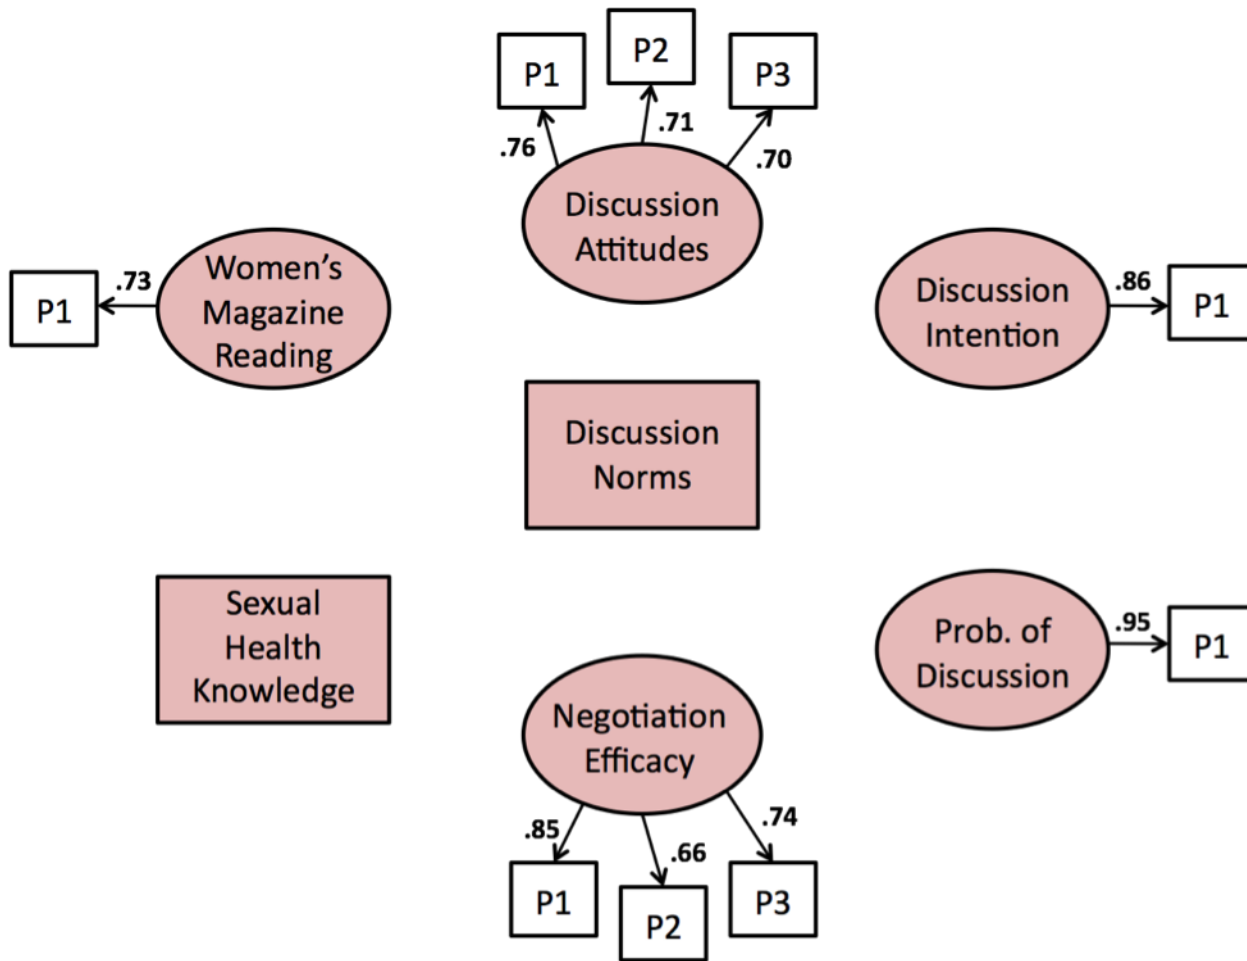 P1
P2
P3
.76
.71
.70
Discussion
Attitudes
P1
.73
Women's
Magazine
Reading
Discussion
Intention
.86
P1
Discussion
Norms
Sexual
Health
Knowledge
Prob. of
Discussion
.95
P1
Negotiation
Efficacy
.85
.66
.74
P1
P2
P3